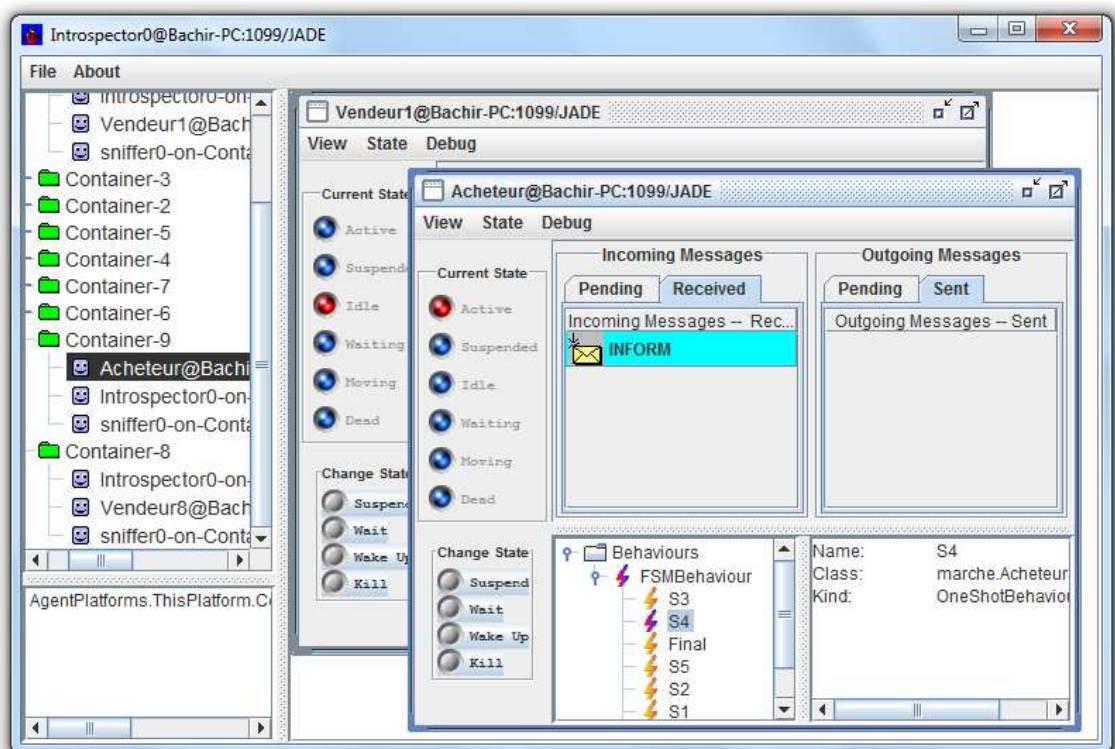 Introspector0@Bachir-PC:1099/JADE
File About
Introspector0-on-
Vendeur1@Bach
sniffer0-on-Conta
Container-3
Container-2
Container-5
Container-4
Container-7
Container-6
Container-9
Acheteur@Bachi
Introspector0-on-
sniffer0-on-Conta
Container-8
Introspector0-on-
Vendeur8@Bach
sniffer0-on-Conta
AgentPlatforms.ThisPlatform.Co
Vendeur1@Bachir-PC:1099/JADE
View State Debug
Current State
Active
Suspende
Idle
Waiting
Moving
Dead
Change State
Suspend
Wait
Wake Up
Kill
Acheteur@Bachir-PC:1099/JADE
View State Debug
Current State
Active
Suspended
Idle
Waiting
Moving
Dead
Change State
Suspend
Wait
Wake Up
Kill
Incoming Messages
Pending Received
Incoming Messages -- Rec...
INFORM
Outgoing Messages
Pending Sent
Outgoing Messages -- Sent
Behaviours
FSMBehaviour
S3
S4
Final
S5
S2
S1
Name: S4
Class: marche.Acheteur
Kind: OneShotBehaviou